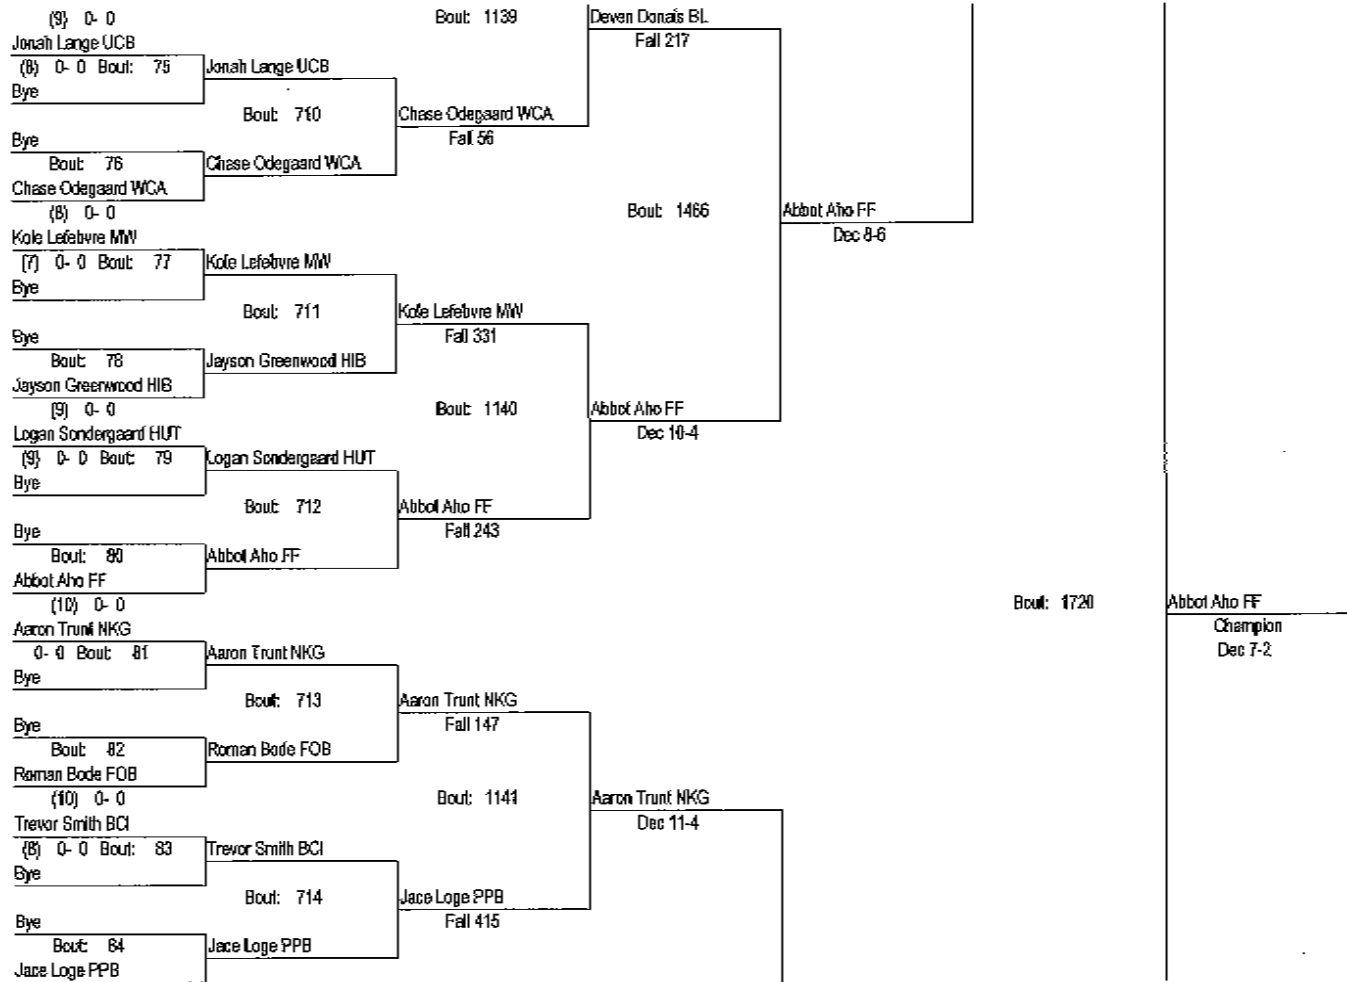 (9) 0- 0
Bout: 1139
Deven Donais BL
Fall 217
Jonah Lange UCB
(8) 0- 0 Bout: 75
Jonah Lange UCB
Bye
Bout: 710
Chase Odegaard WCA
Fall 56
Bye
Bout: 76
Chase Odegaard WCA
Chase Odegaard WCA
(8) 0- 0
Bout: 1466
Abbot Aho FF
Dec 8-6
Kole Lefebvre MW
(7) 0- 0 Bout: 77
Kole Lefebvre MW
Bye
Bout: 711
Kole Lefebvre MW
Fall 331
Bye
Bout: 78
Jayson Greenwood HIB
Jayson Greenwood HIB
(9) 0- 0
Bout: 1140
Abbot Aho FF
Dec 10-4
Logan Sondergaard HUT
(9) 0- 0 Bout: 79
Logan Sondergaard HUT
Bye
Bout: 712
Abbot Aho FF
Fall 243
Bye
Bout: 80
Abbot Aho FF
Abbot Aho FF
(10) 0- 0
Bout: 1720
Abbot Aho FF
Champion
Dec 7-2
Aaron Trunt NKG
0- 0 Bout: 81
Aaron Trunt NKG
Bye
Bout: 713
Aaron Trunt NKG
Fall 147
Bye
Bout: 82
Roman Bode FOB
Roman Bode FOB
(10) 0- 0
Bout: 1141
Aaron Trunt NKG
Dec 11-4
Trevor Smith BCI
(8) 0- 0 Bout: 83
Trevor Smith BCI
Bye
Bout: 714
Jace Loge PPB
Fall 415
Bye
Bout: 84
Jace Loge PPB
Jace Loge PPB